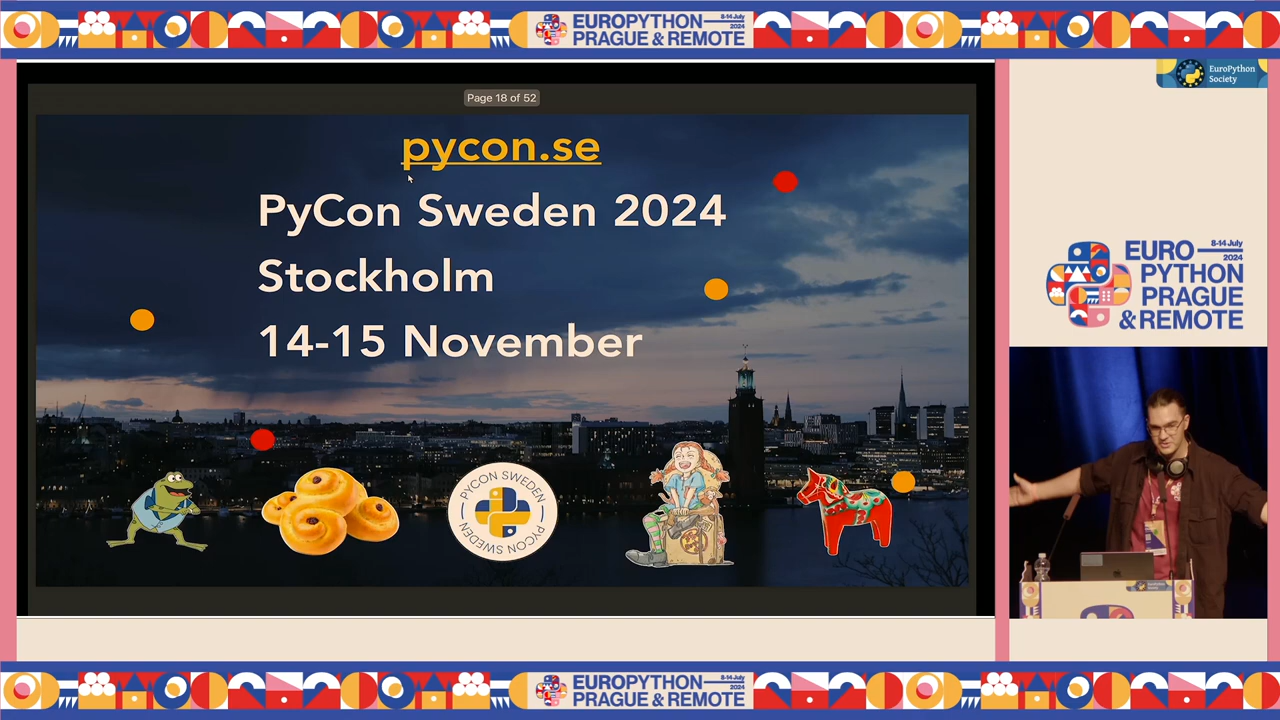 EUROPYTHON
8-14 July
2024
PRAGUE & REMOTE
EuroPython
Society
Page 18 of 52
pycon.se
PyCon Sweden 2024
Stockholm
14-15 November
PYCON SWEDEN
PYCON SWEDEN
EURO
8-14 July
2024
PYTHON
PRAGUE
& REMOTE
EUROPYTHON
8-14 July
2024
PRAGUE & REMOTE